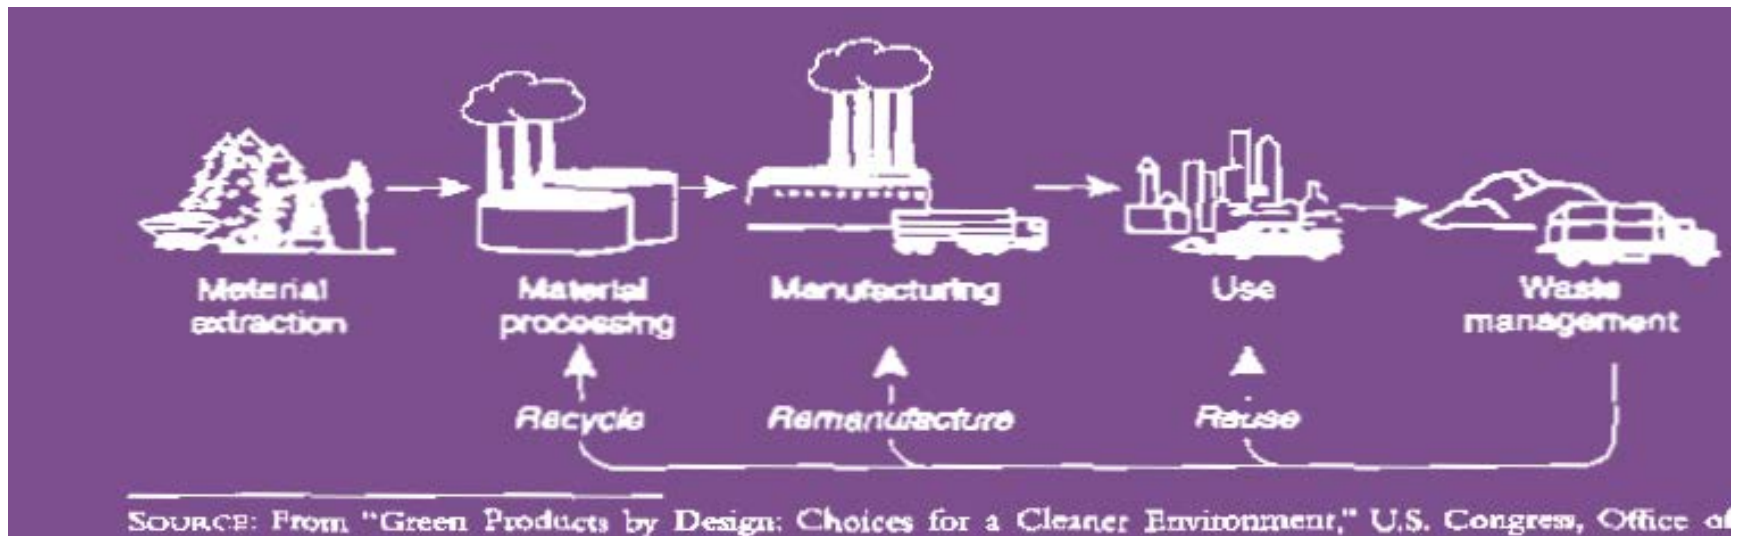 Material extraction
Material processing
Manufacturing
Use
Waste management
Recycle
Remanufacture
Reuse
SOURCE: From "Green Products by Design: Choices for a Cleaner Environment," U.S. Congress, Office of